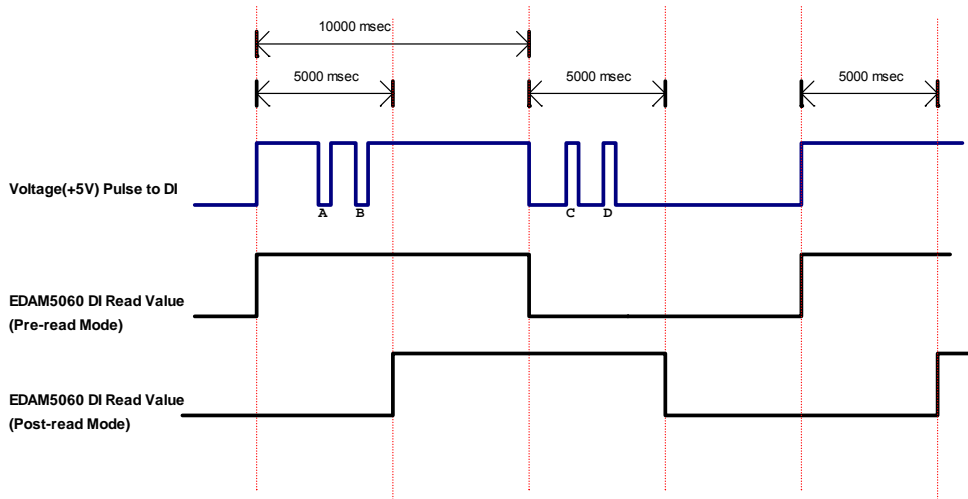 10000 msec
5000 msec
5000 msec
5000 msec
Voltage(+5V) Pulse to DI
A
B
C
D
EDAM5060 DI Read Value
(Pre-read Mode)
EDAM5060 DI Read Value
(Post-read Mode)